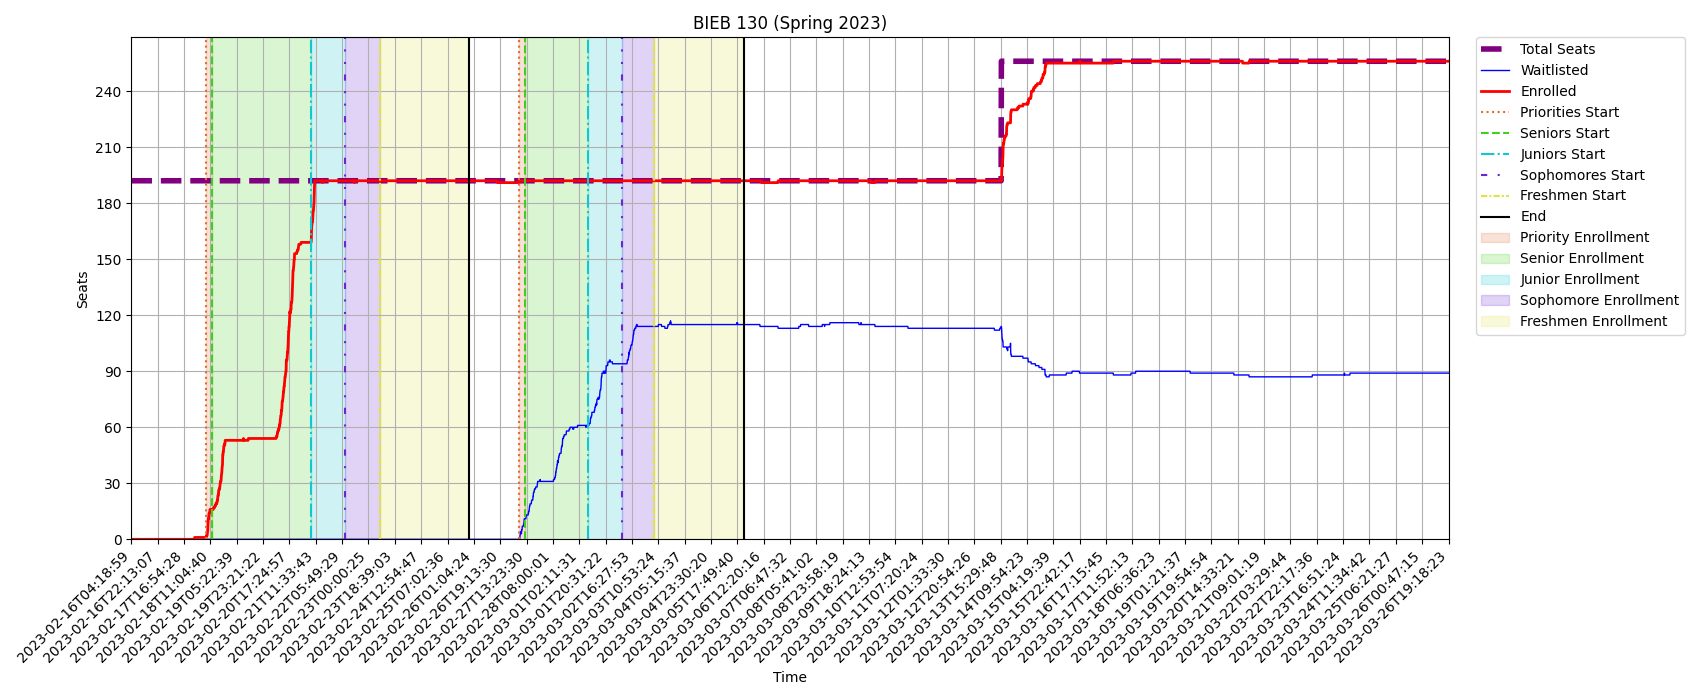 BIEB 130 (Spring 2023)
Seats
240
210
180
150
120
90
60
30
0
2023-02-16T04:18:59
2023-02-16T22:13:07
2023-02-17T16:54:28
2023-02-18T11:04:40
2023-02-19T05:22:39
2023-02-19T23:21:22
2023-02-20T17:24:57
2023-02-21T11:33:43
2023-02-22T05:49:29
2023-02-23T00:00:25
2023-02-23T18:39:03
2023-02-24T12:54:47
2023-02-25T07:02:36
2023-02-26T01:04:24
2023-02-26T19:13:30
2023-02-27T13:23:30
2023-02-28T08:00:01
2023-03-01T02:11:31
2023-03-01T20:31:22
2023-03-02T16:27:53
2023-03-03T10:53:24
2023-03-04T05:15:37
2023-03-04T23:30:20
2023-03-05T17:49:40
2023-03-06T12:20:16
2023-03-07T06:47:32
2023-03-08T05:41:02
2023-03-08T23:58:19
2023-03-09T18:24:13
2023-03-10T12:53:54
2023-03-11T07:20:24
2023-03-12T01:33:30
2023-03-12T20:54:26
2023-03-13T15:29:48
2023-03-14T09:54:23
2023-03-15T04:19:39
2023-03-15T22:42:17
2023-03-16T17:15:45
2023-03-17T11:52:13
2023-03-18T06:36:23
2023-03-19T01:21:37
2023-03-19T19:54:54
2023-03-20T14:33:21
2023-03-21T09:01:19
2023-03-22T03:29:44
2023-03-22T22:17:36
2023-03-23T16:51:24
2023-03-24T11:34:42
2023-03-25T06:21:27
2023-03-26T00:47:15
2023-03-26T19:18:23
Time
Total Seats
Waitlisted
Enrolled
Priorities Start
Seniors Start
Juniors Start
Sophomores Start
Freshmen Start
End
Priority Enrollment
Senior Enrollment
Junior Enrollment
Sophomore Enrollment
Freshmen Enrollment